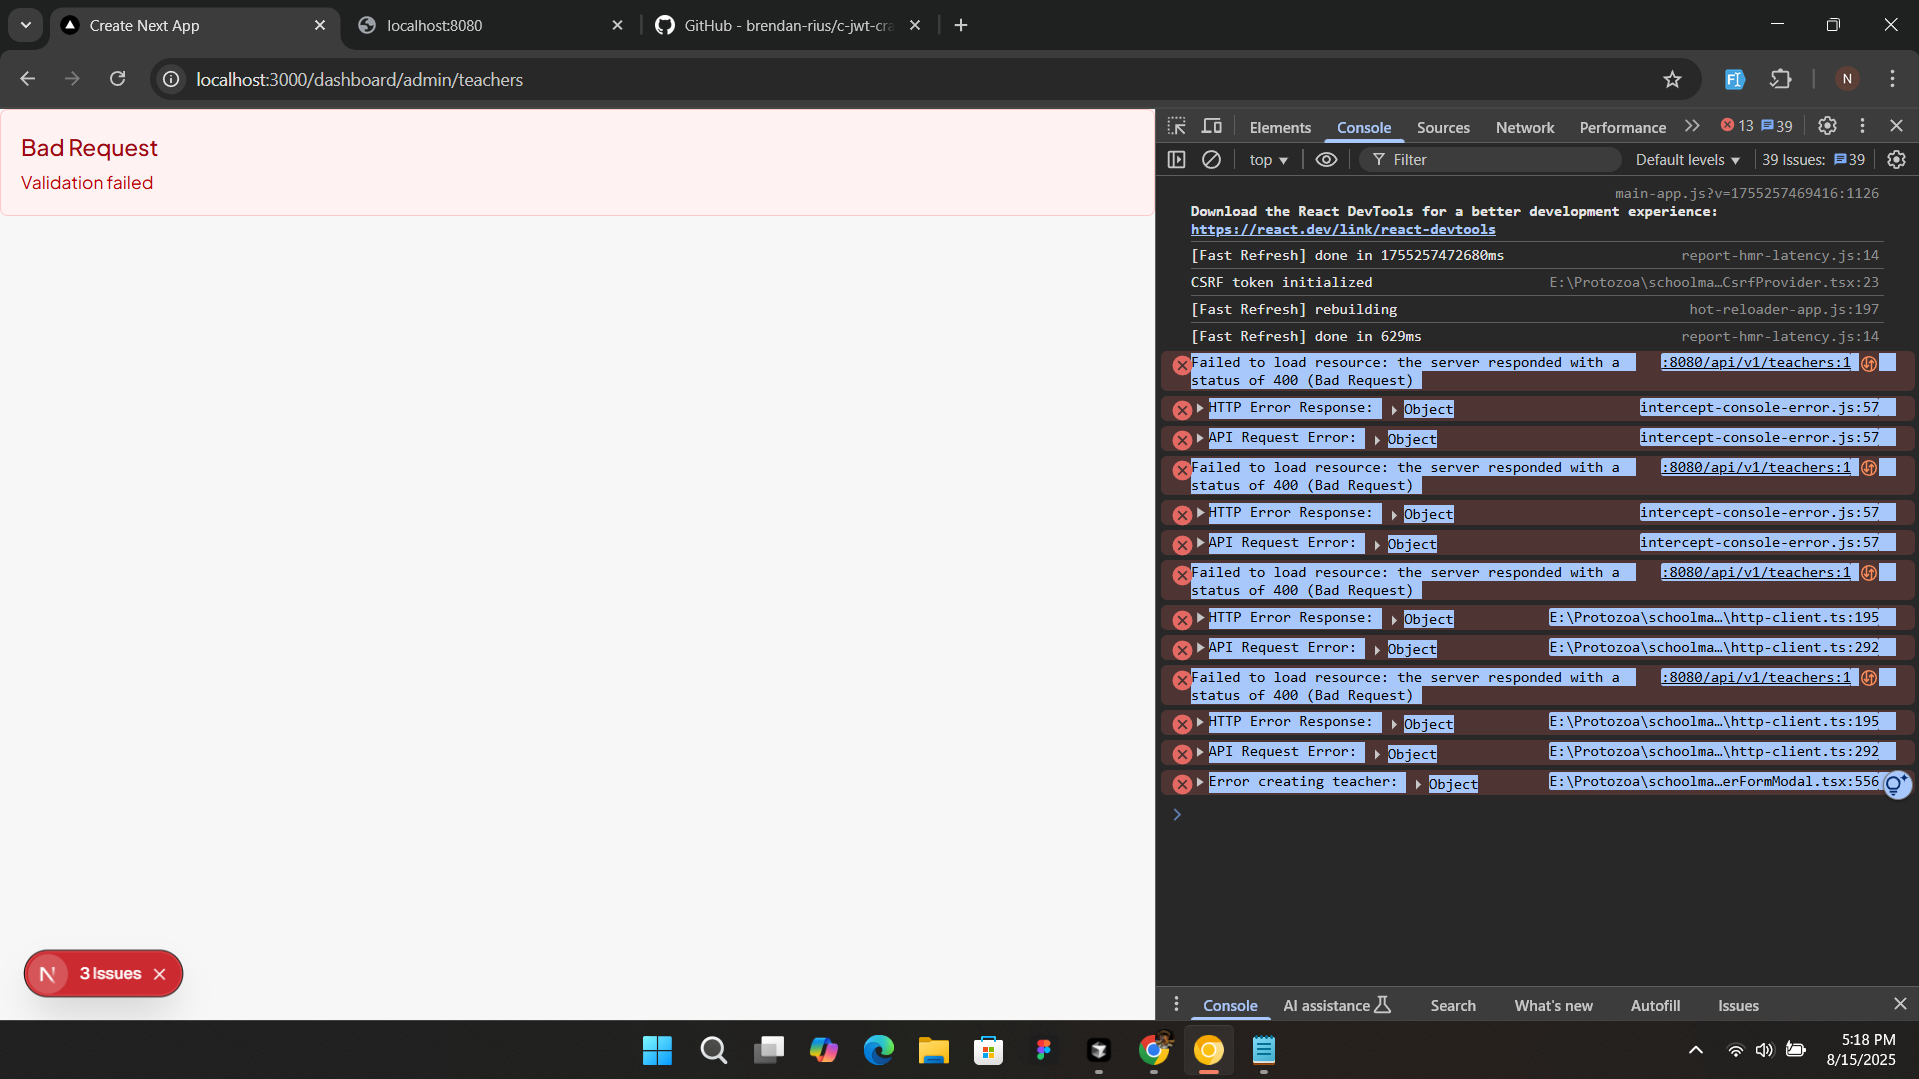 Create Next App
localhost:8080
GitHub - brendan-rius/c-jwt-cra
localhost:3000/dashboard/admin/teachers
N
Bad Request
Validation failed
Elements
Console
Sources
Network
Performance
13
39
top
Filter
Default levels
39 Issues:
39
main-app.js?v=1755257469416:1126
Download the React DevTools for a better development experience:
https://react.dev/link/react-devtools
[Fast Refresh] done in 1755257472680ms
report-hmr-latency.js:14
CSRF token initialized
E:\Protozoa\schoolma…CsrfProvider.tsx:23
[Fast Refresh] rebuilding
hot-reloader-app.js:197
[Fast Refresh] done in 629ms
report-hmr-latency.js:14
Failed to load resource: the server responded with a
:8080/api/v1/teachers:1
status of 400 (Bad Request)
HTTP Error Response:
Object
intercept-console-error.js:57
API Request Error:
Object
intercept-console-error.js:57
Failed to load resource: the server responded with a
:8080/api/v1/teachers:1
status of 400 (Bad Request)
HTTP Error Response:
Object
intercept-console-error.js:57
API Request Error:
Object
intercept-console-error.js:57
Failed to load resource: the server responded with a
:8080/api/v1/teachers:1
status of 400 (Bad Request)
HTTP Error Response:
Object
E:\Protozoa\schoolma…\http-client.ts:195
API Request Error:
Object
E:\Protozoa\schoolma…\http-client.ts:292
Failed to load resource: the server responded with a
:8080/api/v1/teachers:1
status of 400 (Bad Request)
HTTP Error Response:
Object
E:\Protozoa\schoolma…\http-client.ts:195
API Request Error:
Object
E:\Protozoa\schoolma…\http-client.ts:292
Error creating teacher:
Object
E:\Protozoa\schoolma…erFormModal.tsx:556
N
3 Issues
Console
AI assistance
Search
What's new
Autofill
Issues
5:18 PM
8/15/2025